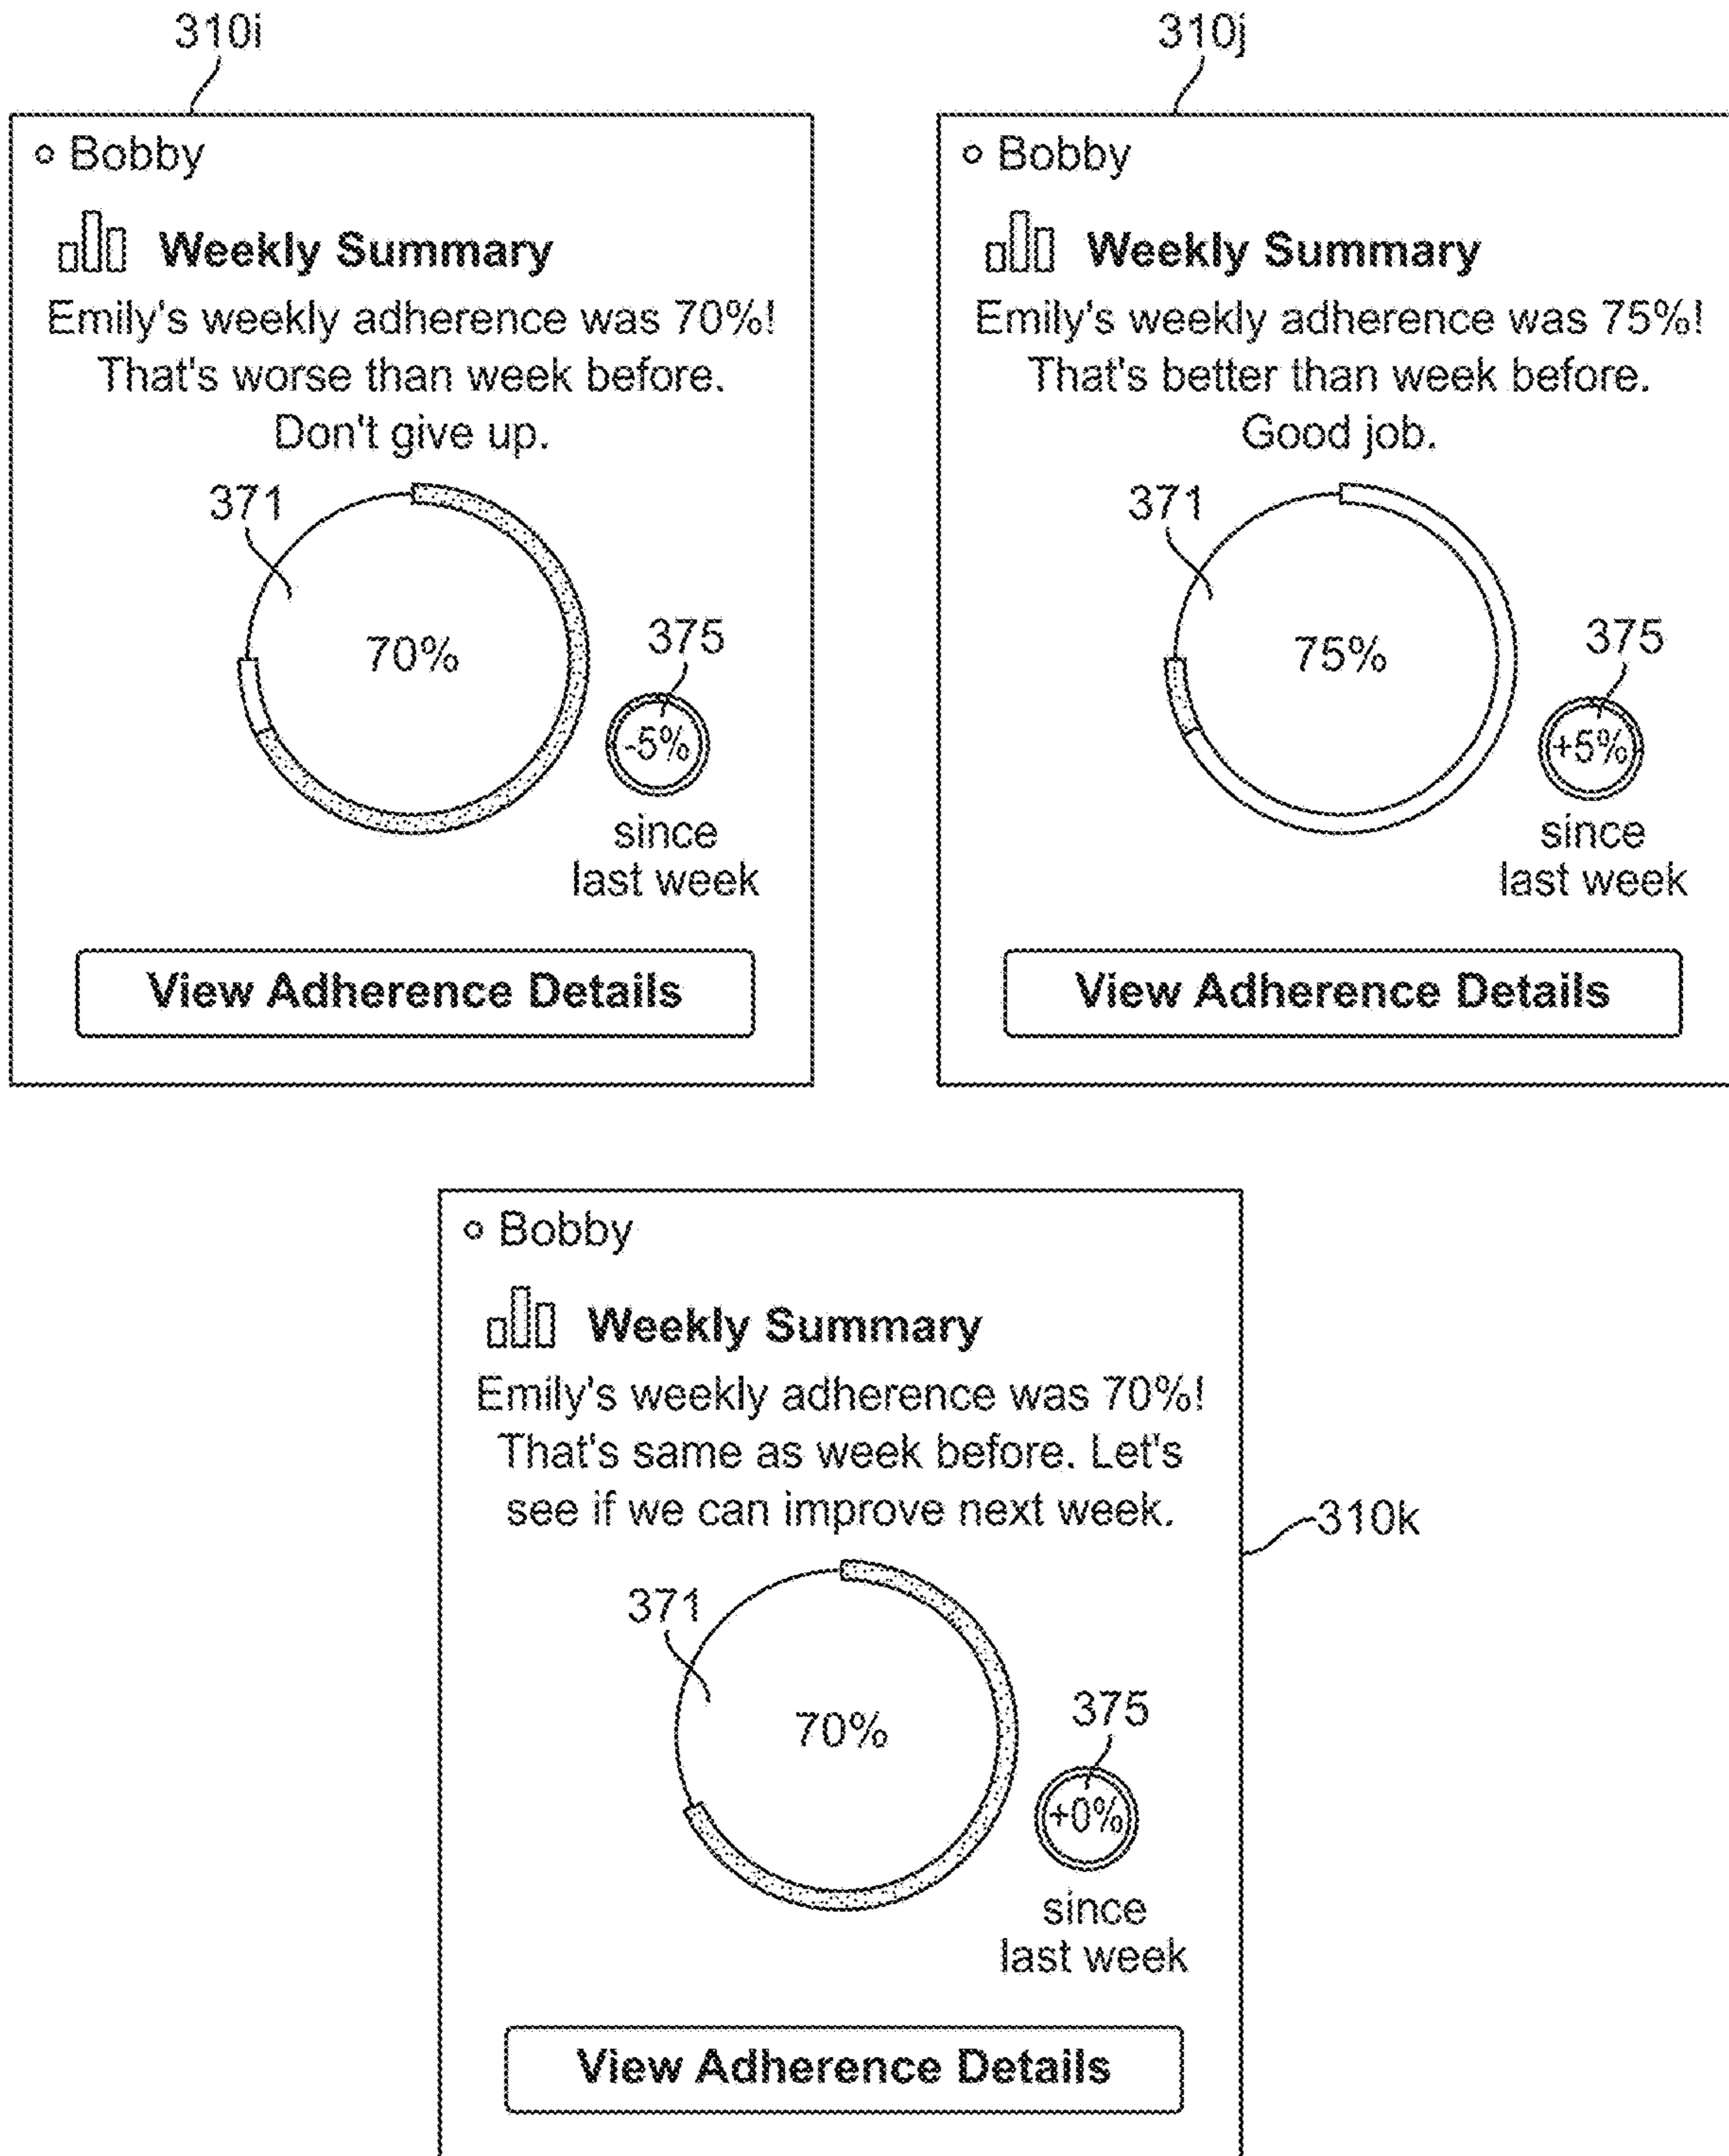 310i
Bobby
Weekly Summary
Emily's weekly adherence was 70%!
That's worse than week before.
Don't give up.
371
70%
375
-5%
since
last week
View Adherence Details
310j
Bobby
Weekly Summary
Emily's weekly adherence was 75%!
That's better than week before.
Good job.
371
75%
375
+5%
since
last week
View Adherence Details
Bobby
Weekly Summary
Emily's weekly adherence was 70%!
That's same as week before. Let's
see if we can improve next week.
310k
371
70%
375
+0%
since
last week
View Adherence Details